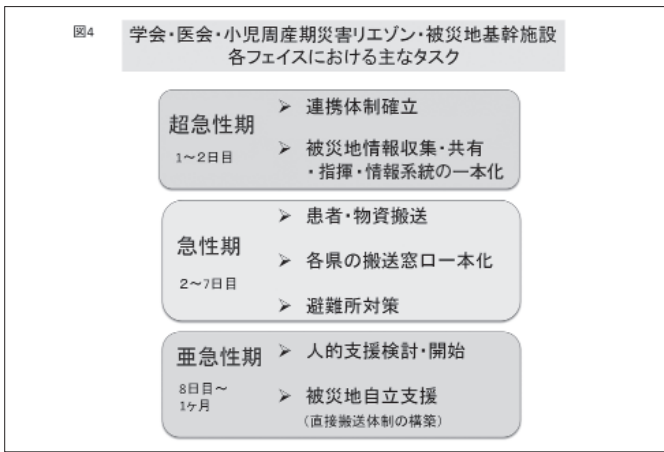 図4
学会・医会・小児周産期災害リエゾン・被災地基幹施設
各フェイスにおける主なタスク
超急性期
1～2日目
➢ 連携体制確立
➢ 被災地情報収集・共有
・指揮・情報系統の一本化
急性期
2～7日目
➢ 患者・物資搬送
➢ 各県の搬送窓口一本化
➢ 避難所対策
亜急性期
8日目～
1ヶ月
➢ 人的支援検討・開始
➢ 被災地自立支援
（直接搬送体制の構築）